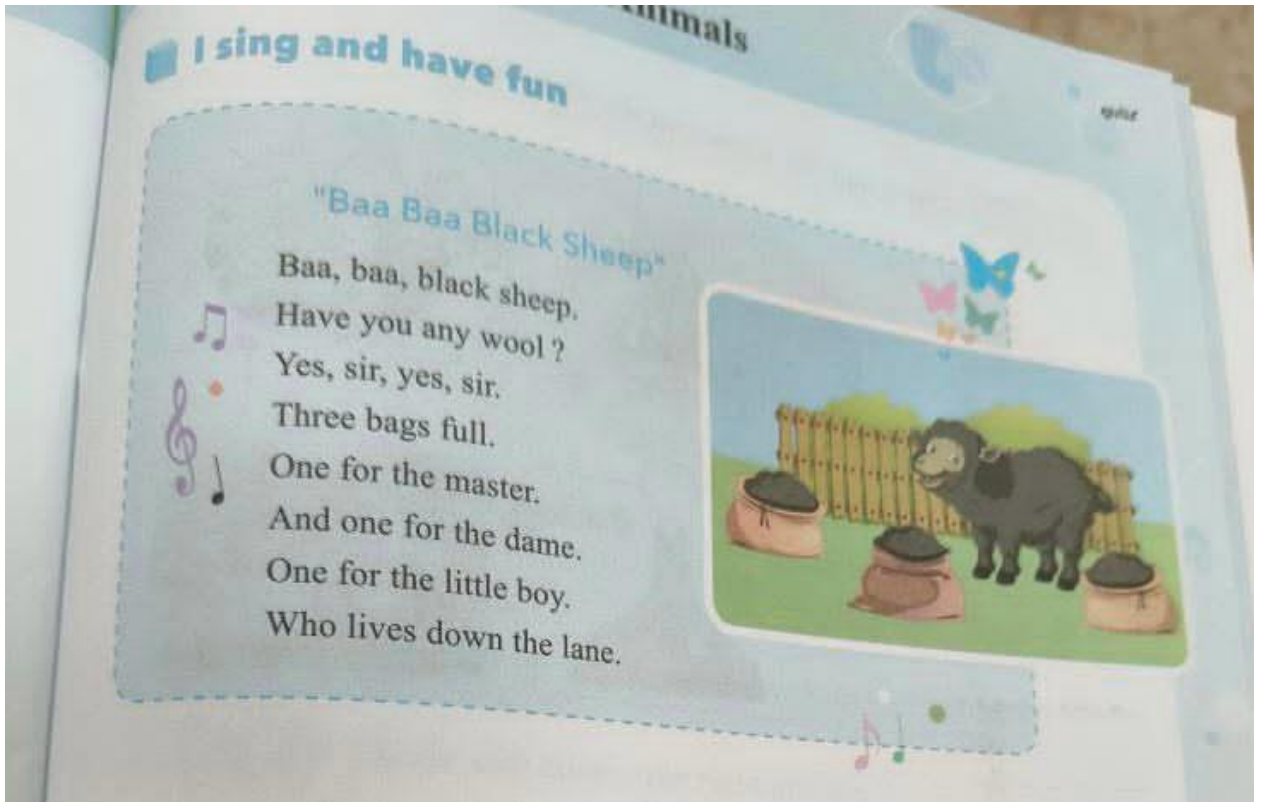 I sing and have fun
"Baa Baa Black Sheep"
Baa, baa, black sheep.
Have you any wool ?
Yes, sir, yes, sir.
Three bags full.
One for the master.
And one for the dame.
One for the little boy.
Who lives down the lane.